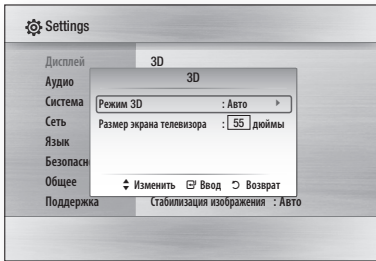 Settings
Дисплей 3D
Аудио
3D
Система
Режим 3D : Авто
Сеть
Размер экрана телевизора : 55 дюймы
Язык
Безопасн
Общее
Изменить Ввод Возврат
Поддержка
Стабилизация изображения : Авто